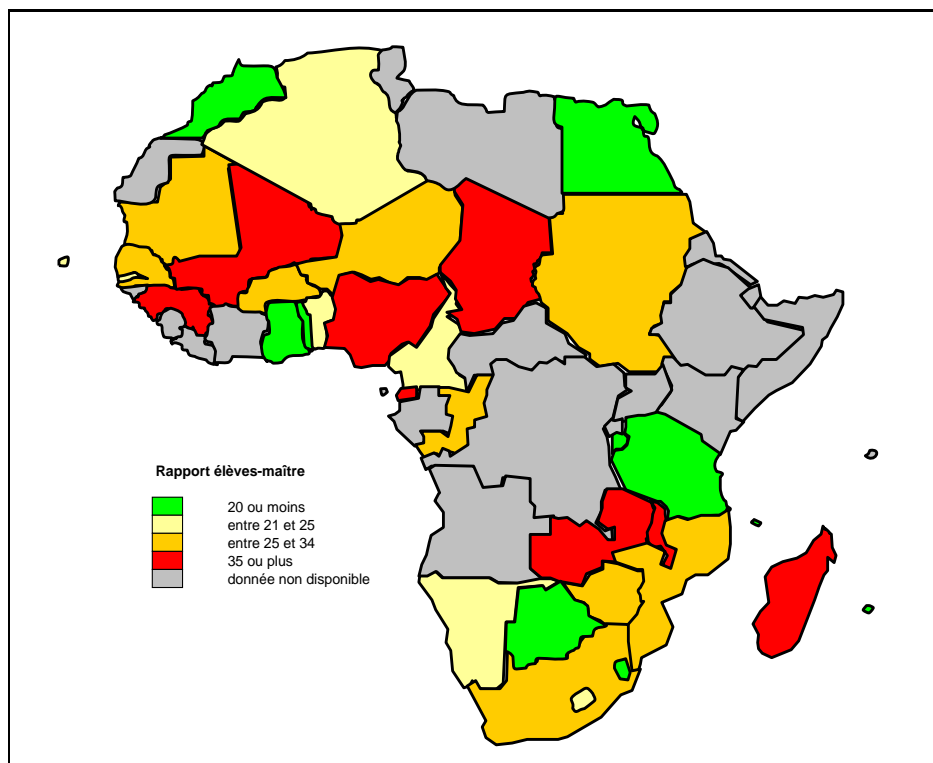 Rapport élèves-maître
20 ou moins
entre 21 et 25
entre 25 et 34
35 ou plus
donnée non disponible